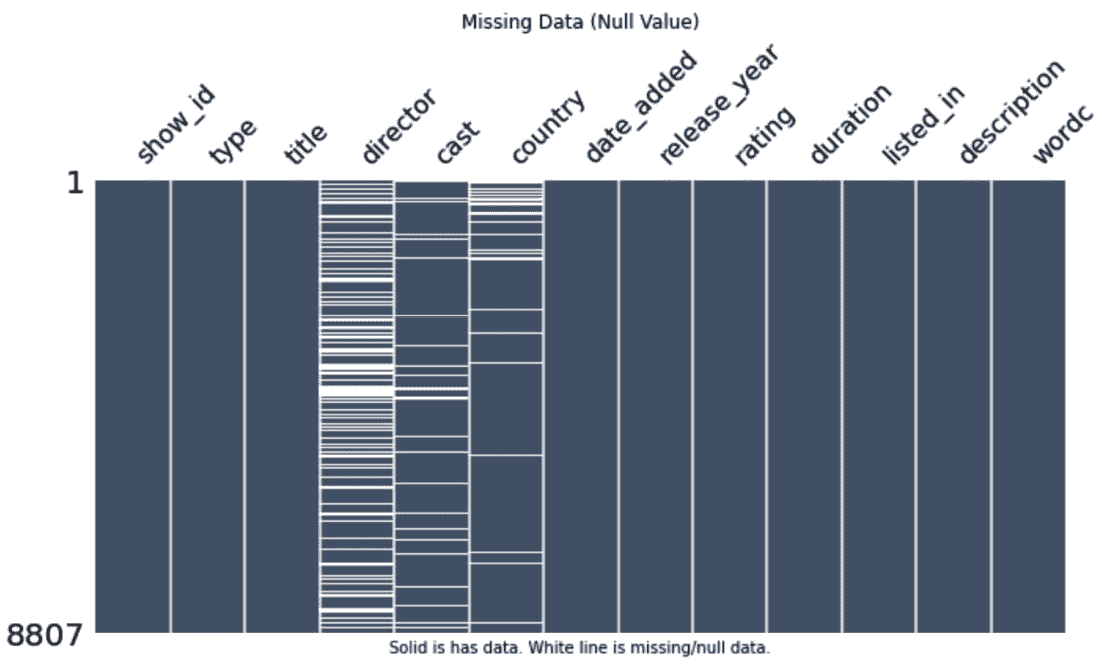 Missing Data (Null Value)
show_id
type
title
director
cast
country
date_added
release_year
rating
duration
listed_in
description
wordc
1
8807
Solid is has data. White line is missing/null data.